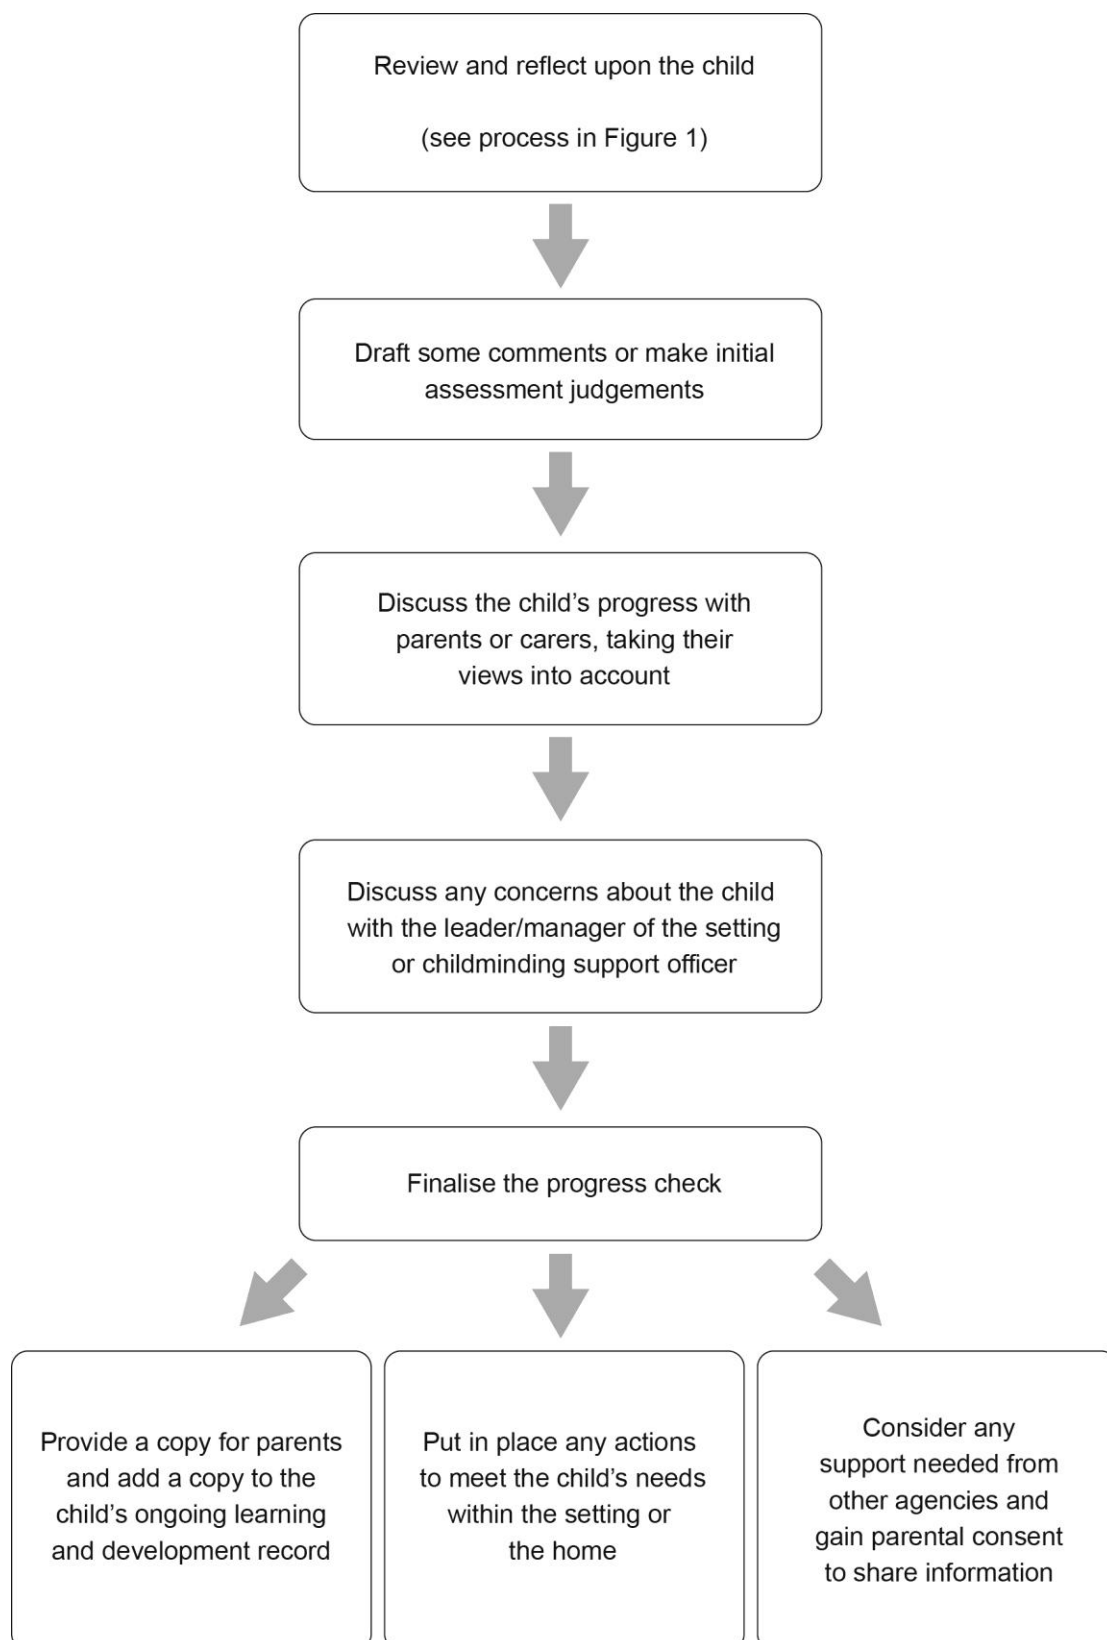 Review and reflect upon the child
(see process in Figure 1)
Draft some comments or make initial
assessment judgements
Discuss the child’s progress with
parents or carers, taking their
views into account
Discuss any concerns about the child
with the leader/manager of the setting
or childminding support officer
Finalise the progress check
Provide a copy for parents
and add a copy to the
child’s ongoing learning
and development record
Put in place any actions
to meet the child’s needs
within the setting or
the home
Consider any
support needed from
other agencies and
gain parental consent
to share information